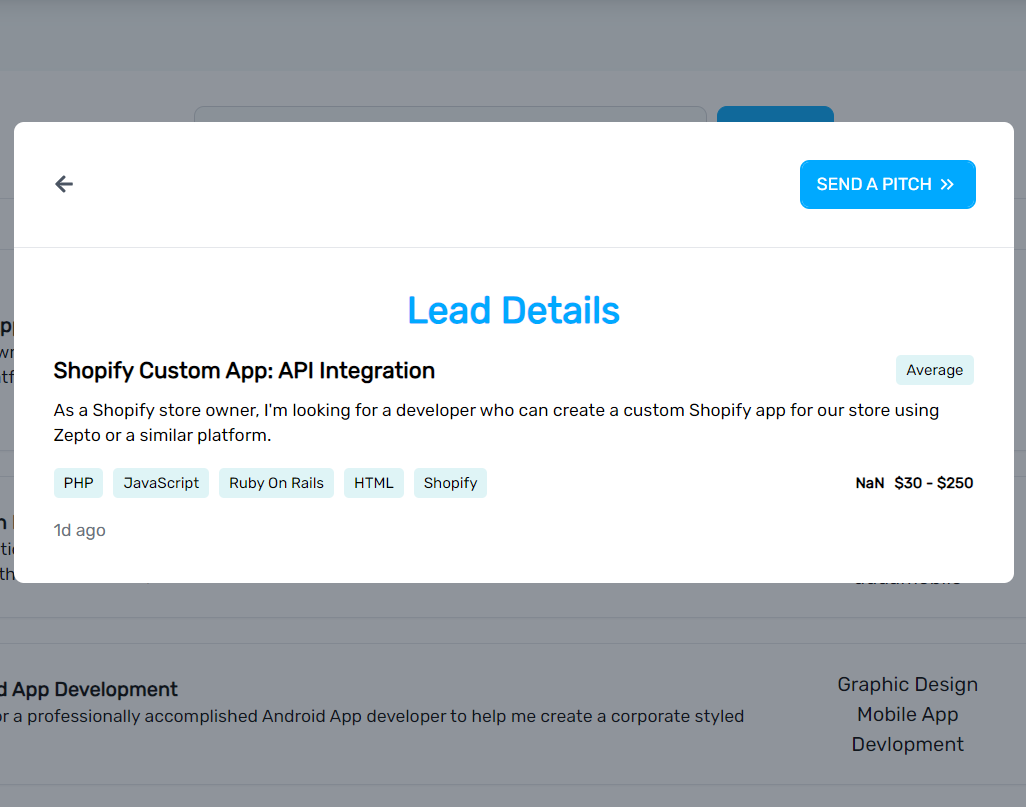 SEND A PITCH
Lead Details
Shopify Custom App: API Integration
Average
As a Shopify store owner, I'm looking for a developer who can create a custom Shopify app for our store using
Zepto or a similar platform.
PHP JavaScript Ruby On Rails HTML Shopify
NaN $30 - $250
1d ago
d App Development
or a professionally accomplished Android App developer to help me create a corporate styled
Graphic Design
Mobile App
Devlopment